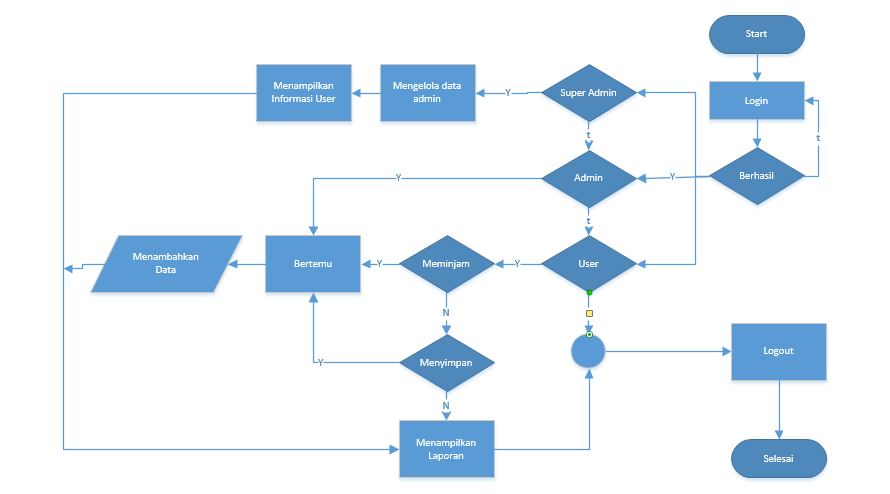 Start
Menampilkan
Informasi User
Mengelola data
admin
Y
Super Admin
Login
t
t
Y
Admin
Y
Berhasil
t
Menambahkan
Data
Bertemu
Y
Meminjam
Y
User
N
Y
Menyimpan
Logout
N
Menampilkan
Laporan
Selesai